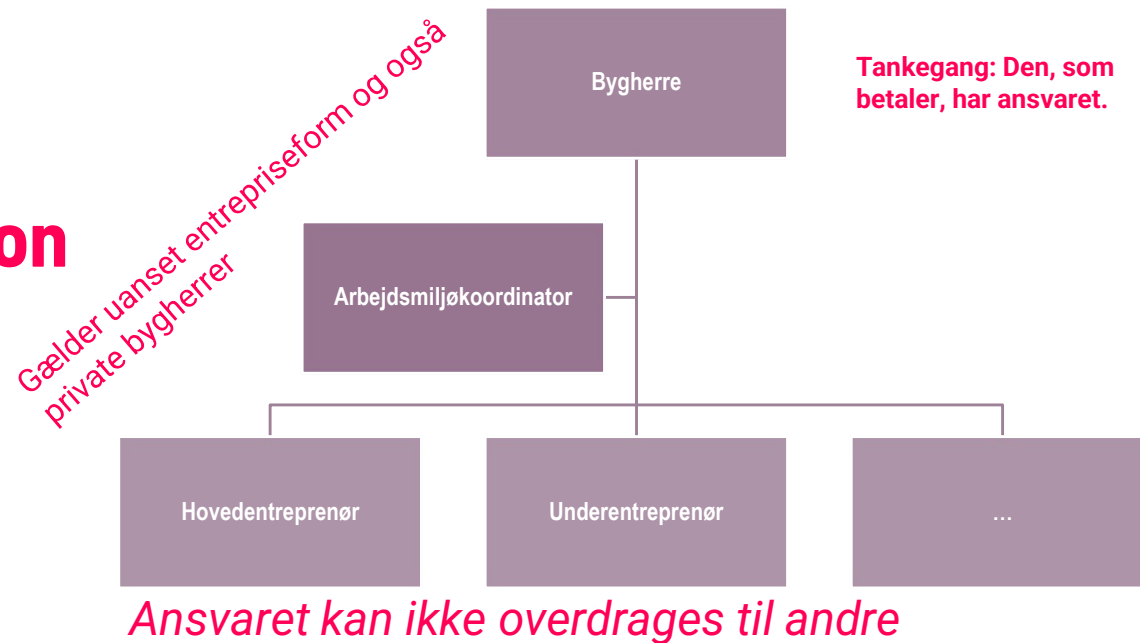 Gælder uanset entrepriseform og også
private bygherrer
Bygherre
Tankegang: Den, som
betaler, har ansvaret.
on
Arbejdsmiljøkoordinator
Hovedentreprenør
Underentreprenør
...
Ansvaret kan ikke overdrages til andre